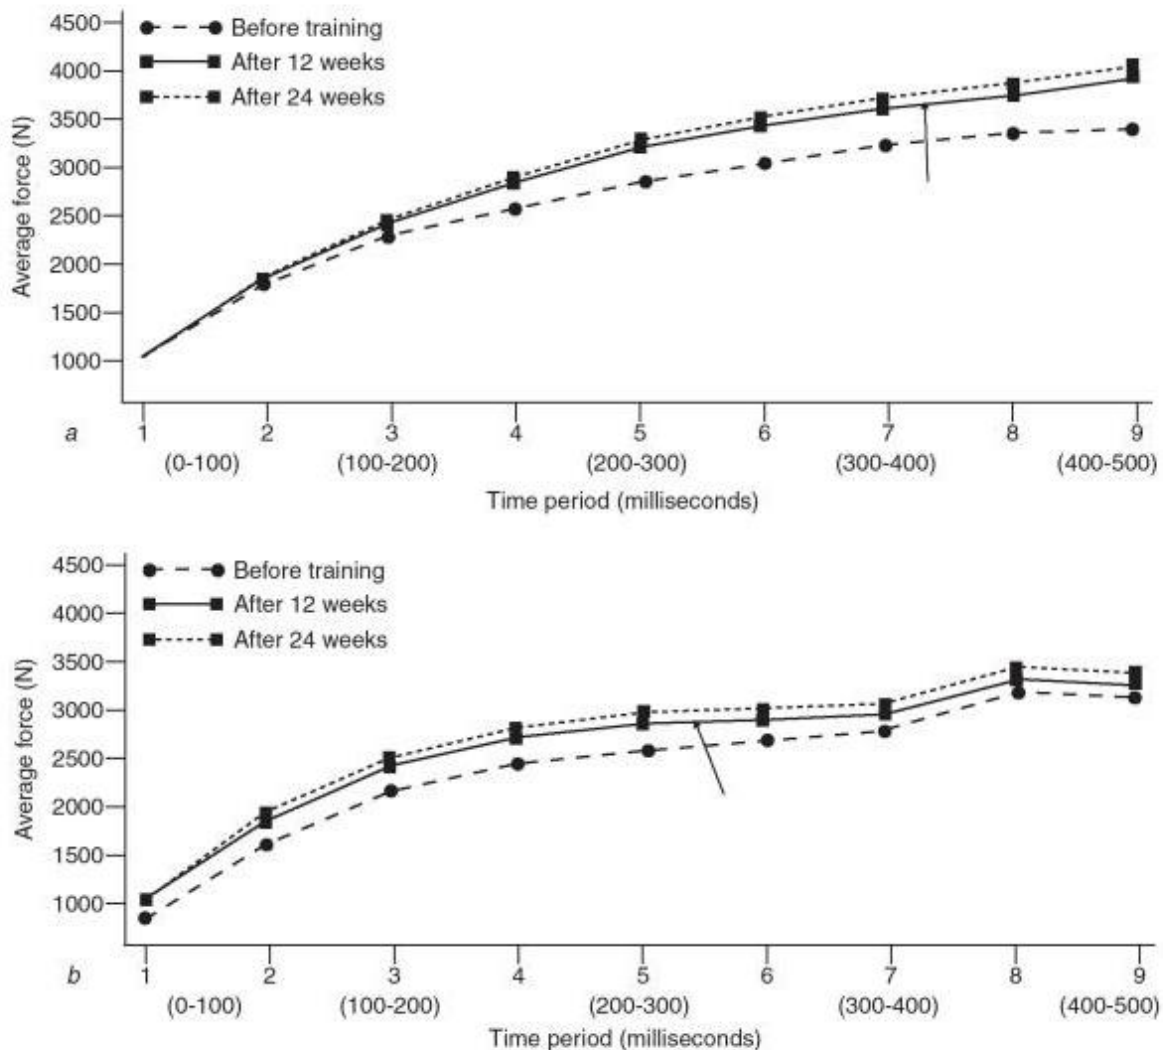 4500
Before training
4000
After 12 weeks
After 24 weeks
3500
3000
2500
2000
1500
1000
Average force (N)
a 1 2 3 4 5 6 7 8 9
(0-100) (100-200) (200-300) (300-400) (400-500)
Time period (milliseconds)
4500
Before training
4000
After 12 weeks
After 24 weeks
3500
3000
2500
2000
1500
1000
Average force (N)
b 1 2 3 4 5 6 7 8 9
(0-100) (100-200) (200-300) (300-400) (400-500)
Time period (milliseconds)